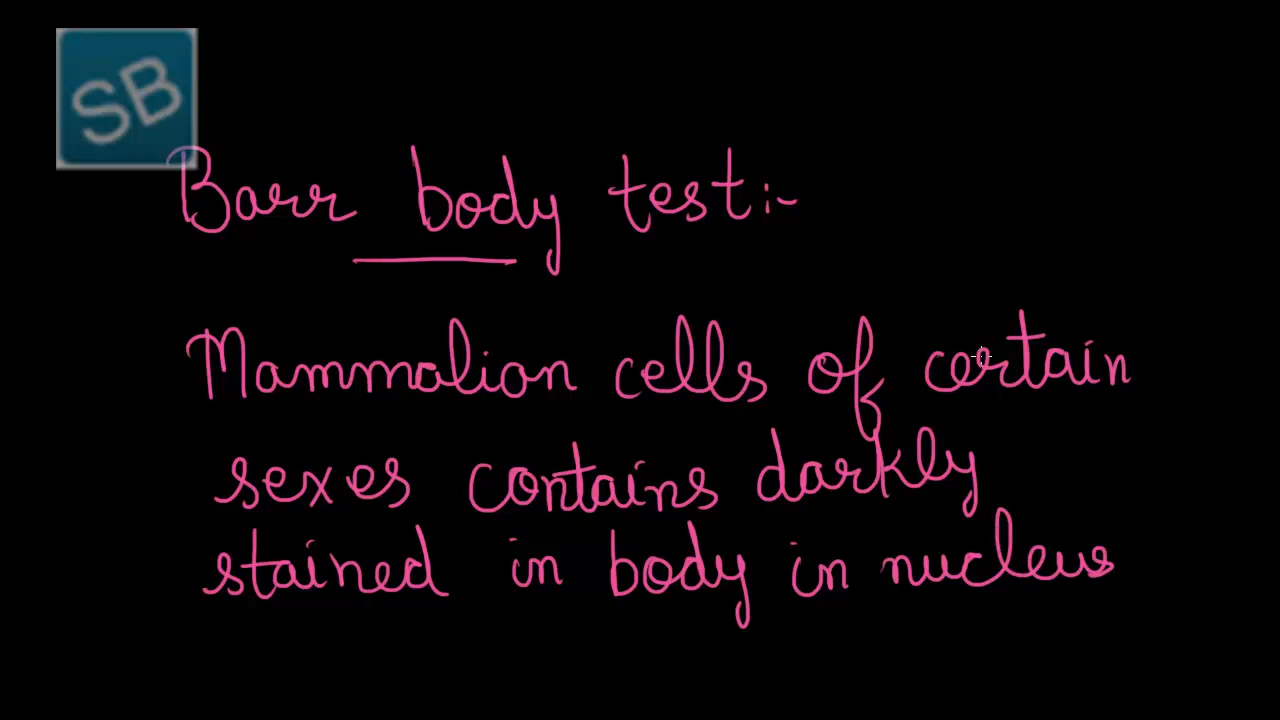 SB
Barr body test:-
Mammalian cells of certain
sexes contains darkly
stained in body in nucleus